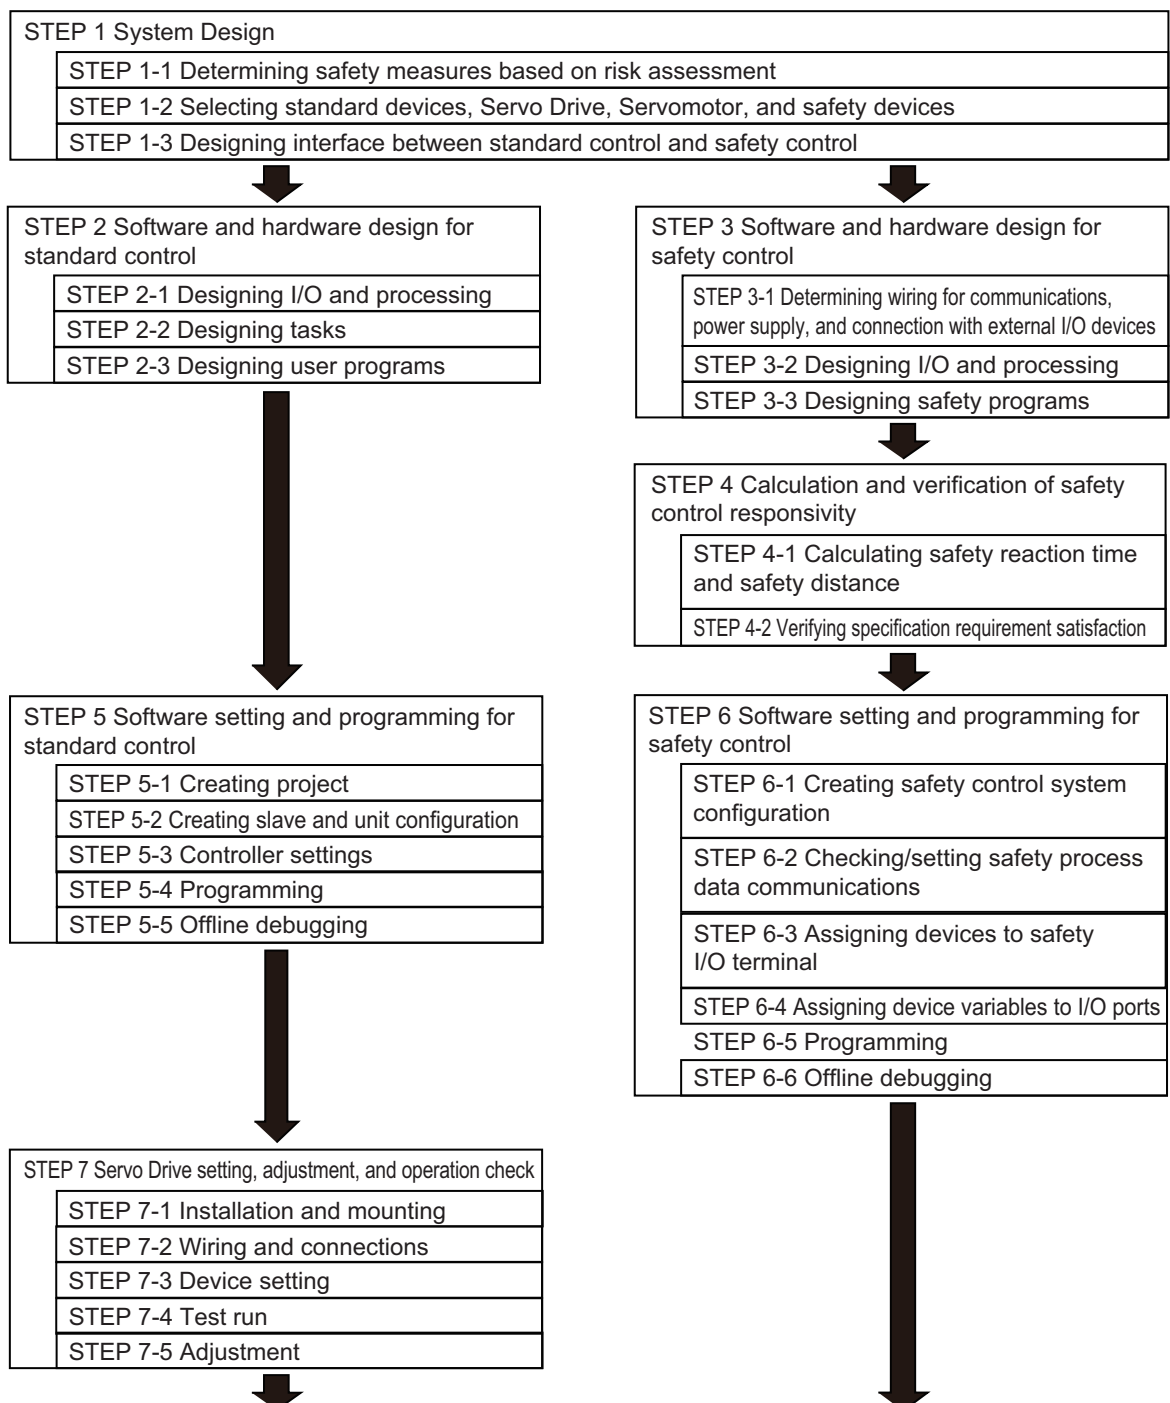 STEP 1 System Design
STEP 1-1 Determining safety measures based on risk assessment
STEP 1-2 Selecting standard devices, Servo Drive, Servomotor, and safety devices
STEP 1-3 Designing interface between standard control and safety control
STEP 2 Software and hardware design for
standard control
STEP 2-1 Designing I/O and processing
STEP 2-2 Designing tasks
STEP 2-3 Designing user programs
STEP 3 Software and hardware design for
safety control
STEP 3-1 Determining wiring for communications,
power supply, and connection with external I/O devices
STEP 3-2 Designing I/O and processing
STEP 3-3 Designing safety programs
STEP 4 Calculation and verification of safety
control responsivity
STEP 4-1 Calculating safety reaction time
and safety distance
STEP 4-2 Verifying specification requirement satisfaction
STEP 5 Software setting and programming for
standard control
STEP 5-1 Creating project
STEP 5-2 Creating slave and unit configuration
STEP 5-3 Controller settings
STEP 5-4 Programming
STEP 5-5 Offline debugging
STEP 6 Software setting and programming for
safety control
STEP 6-1 Creating safety control system
configuration
STEP 6-2 Checking/setting safety process
data communications
STEP 6-3 Assigning devices to safety
I/O terminal
STEP 6-4 Assigning device variables to I/O ports
STEP 6-5 Programming
STEP 6-6 Offline debugging
STEP 7 Servo Drive setting, adjustment, and operation check
STEP 7-1 Installation and mounting
STEP 7-2 Wiring and connections
STEP 7-3 Device setting
STEP 7-4 Test run
STEP 7-5 Adjustment